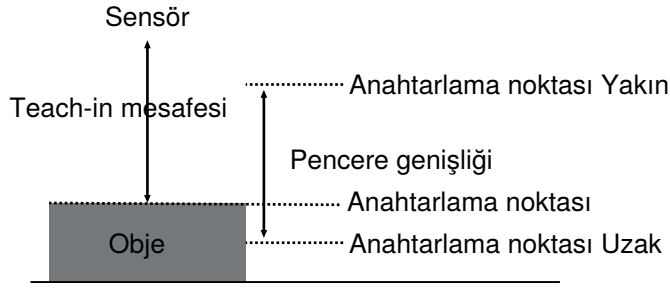 Sensör
Anahtarlama noktası Yakın
Teach-in mesafesi
Pencere genişliği
Anahtarlama noktası
Obje
Anahtarlama noktası Uzak